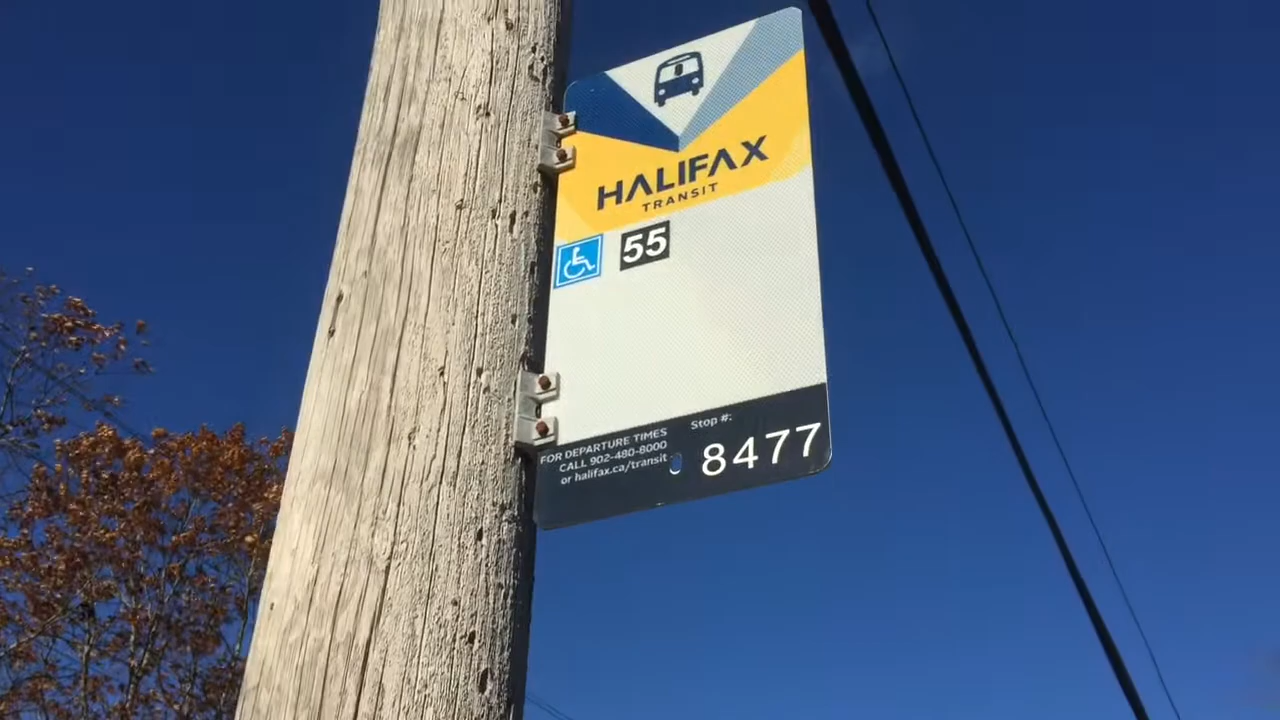 HALIFAX
TRANSIT
55
FOR DEPARTURE TIMES
CALL 902-480-8000
or halifax.ca/transit
Stop #:
8477